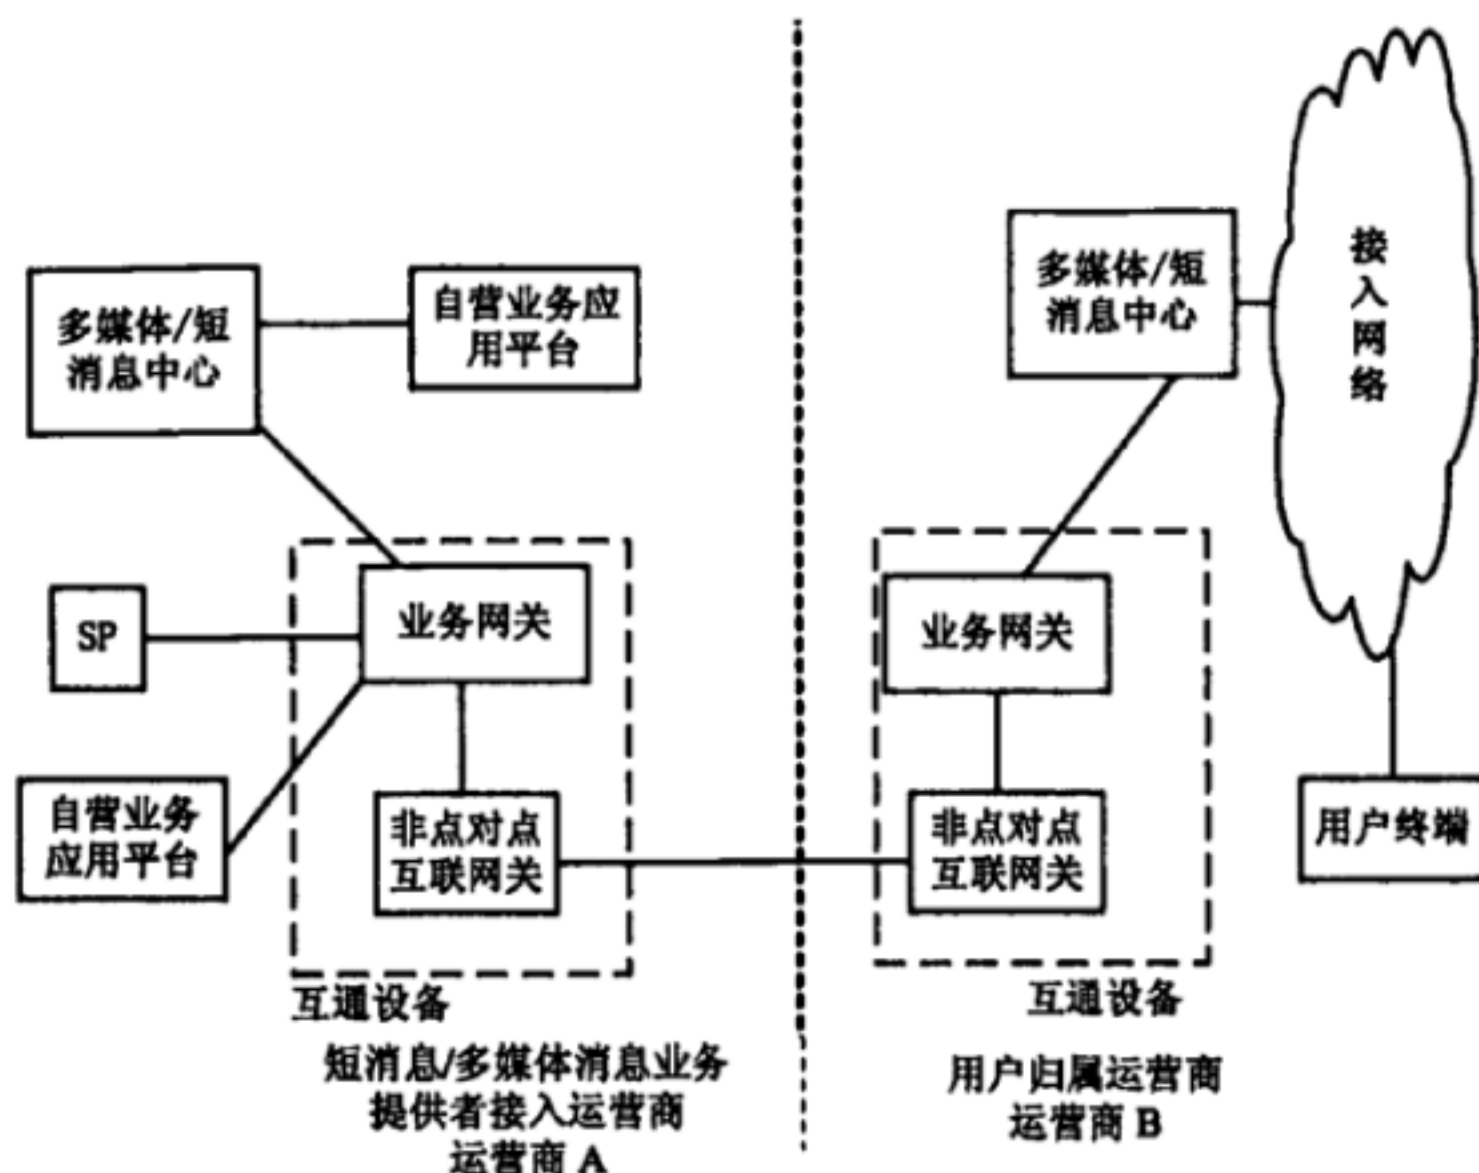 多媒体/短
消息中心
自营业务应
用平台
SP
业务网关
自营业务
应用平台
非点对点
互联网关
互通设备
短消息/多媒体消息业务
提供者接入运营商
运营商 A
多媒体/短
消息中心
接
入
网
络
业务网关
非点对点
互联网关
用户终端
互通设备
用户归属运营商
运营商 B